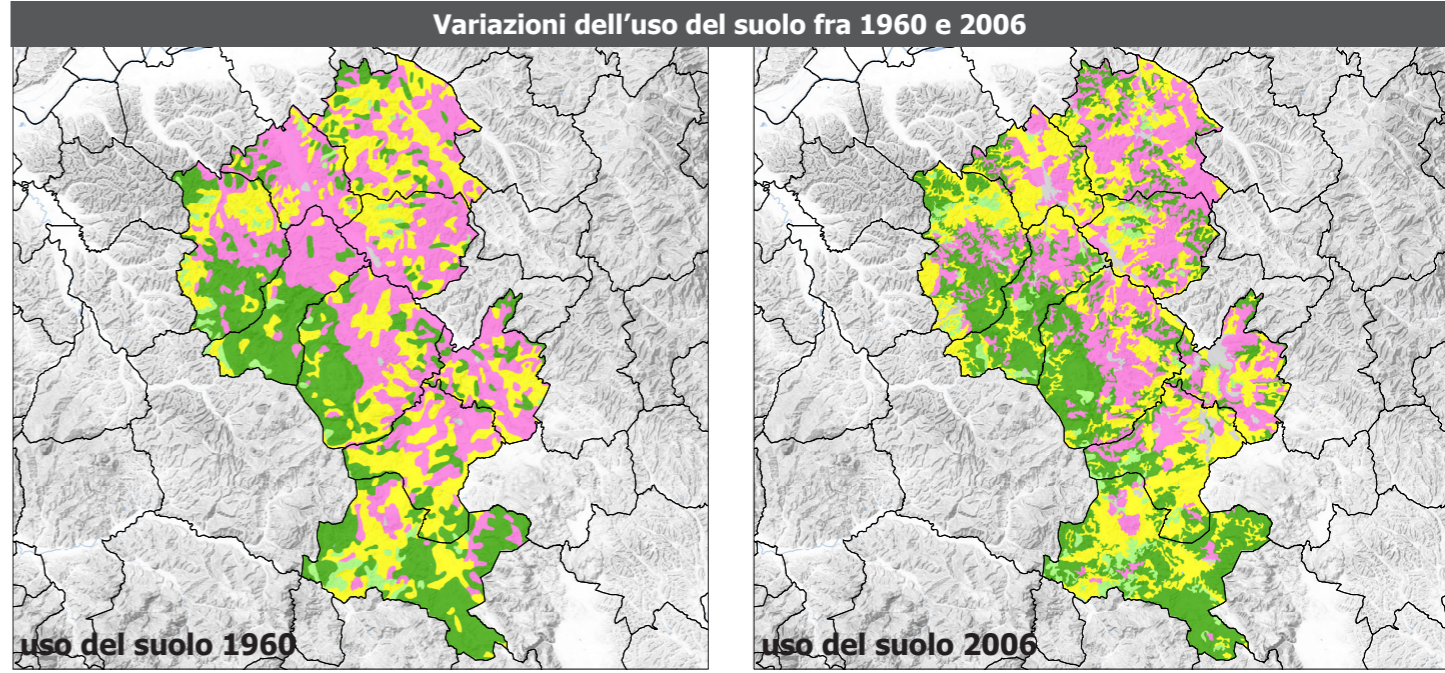 Variazioni dell'uso del suolo fra 1960 e 2006
uso del suolo 1960
uso del suolo 2006